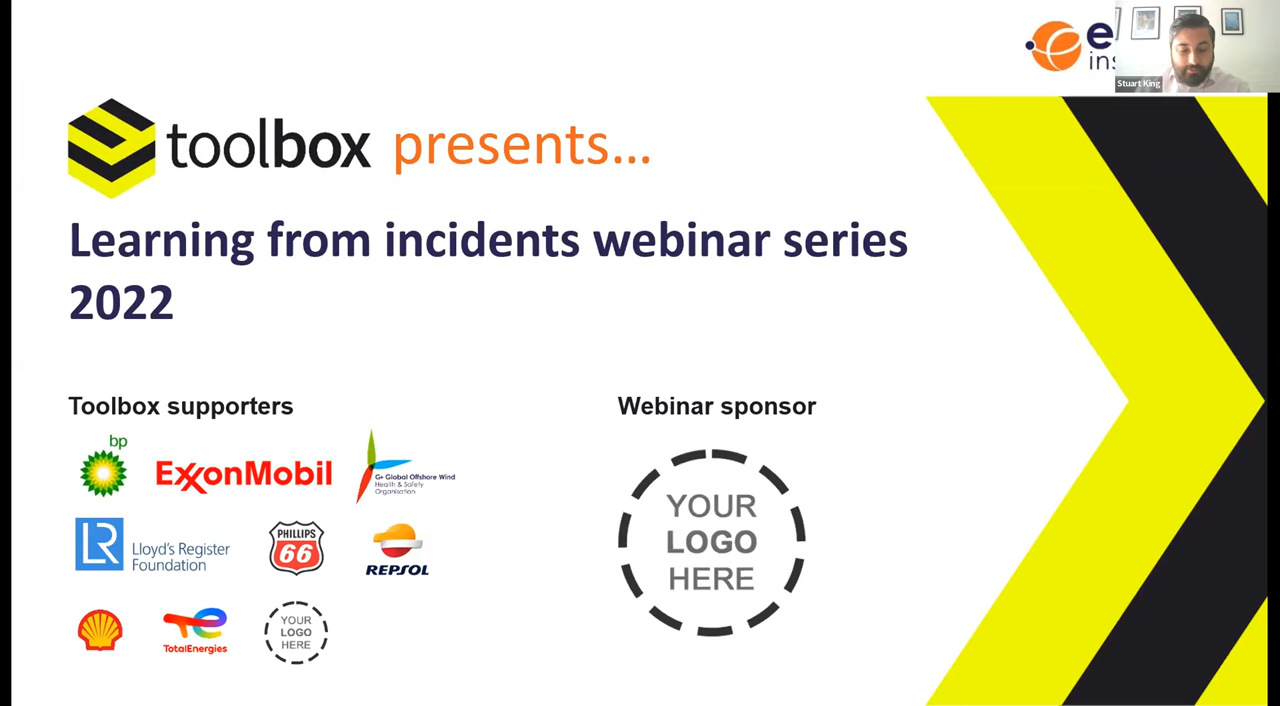 Stuart King
toolbox presents...
Learning from incidents webinar series
2022
Toolbox supporters
Webinar sponsor
bp
ExxonMobil
G+ Global Offshore Wind
Health & Safety
Organisation
LR
Lloyd's Register
Foundation
PHILLIPS
66
REPSOL
TotalEnergies
YOUR
LOGO
HERE
YOUR
LOGO
HERE